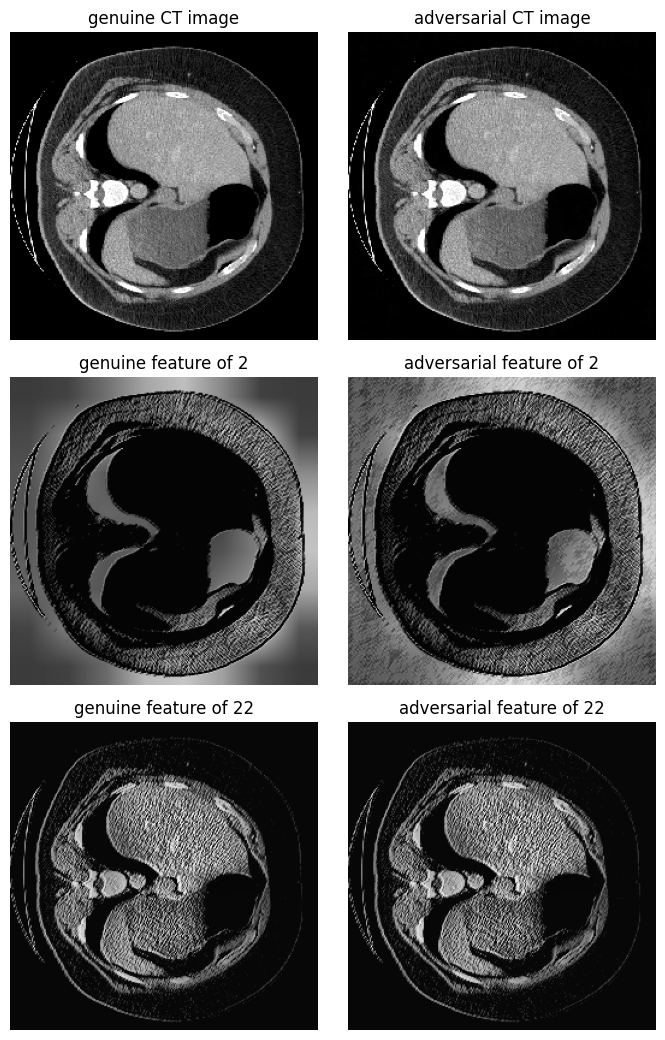 genuine CT image
adversarial CT image
genuine feature of 2
adversarial feature of 2
genuine feature of 22
adversarial feature of 22